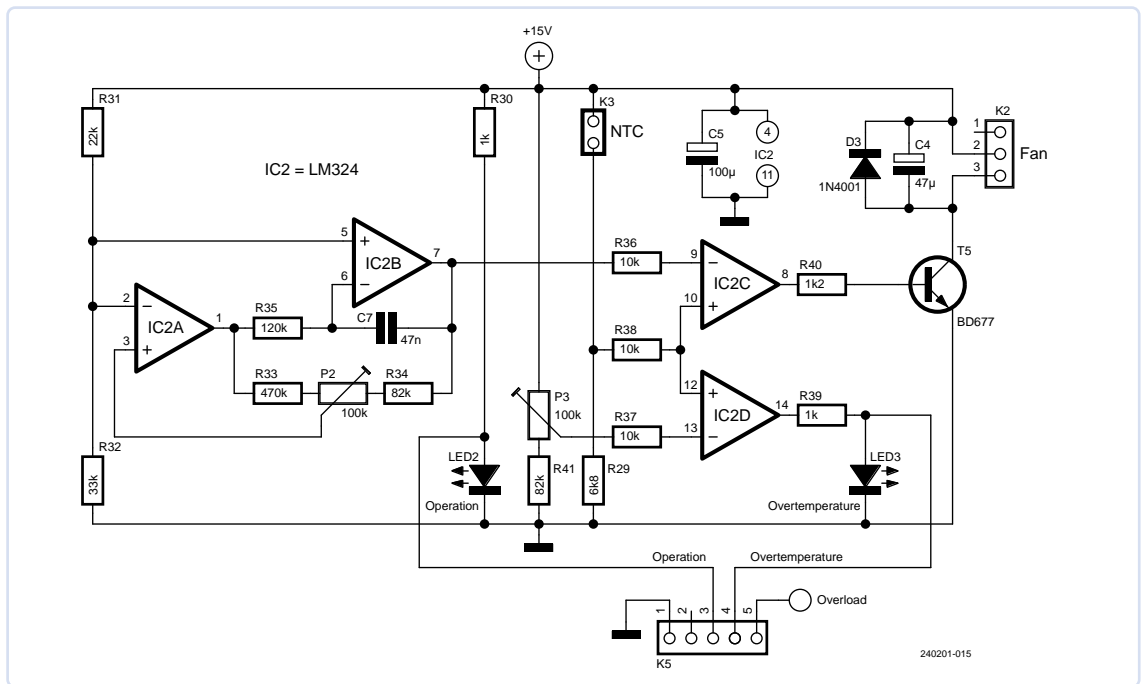 +15V
R31
22k
R30
1k
K3
NTC
C5
100µ
4
IC2
11
D3
1N4001
C4
47µ
K2
1
2
3
Fan
IC2 = LM324
5
+
IC2B
7
6
−
R36
10k
9
−
IC2C
8
10
+
R40
1k2
T5
BD677
2
−
IC2A
1
3
+
R35
120k
C7
47n
R33
470k
P2
100k
R34
82k
R38
10k
P3
100k
R37
10k
12
+
IC2D
14
13
−
R39
1k
R32
33k
LED2
Operation
R41
82k
R29
6k8
LED3
Overtemperature
Operation
Overtemperature
1
2
3
4
5
Overload
K5
240201-015